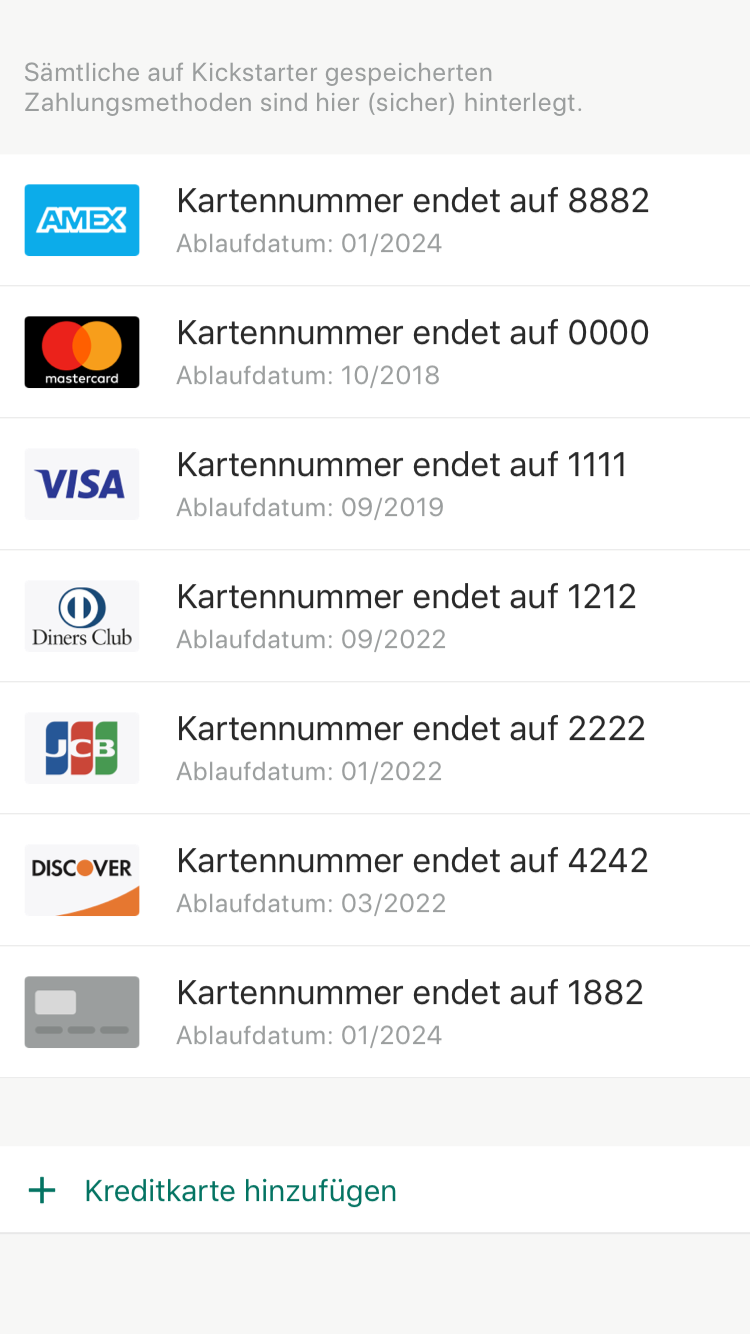 Sämtliche auf Kickstarter gespeicherten
Zahlungsmethoden sind hier (sicher) hinterlegt.
AMEX
Kartennummer endet auf 8882
Ablaufdatum: 01/2024
mastercard
Kartennummer endet auf 0000
Ablaufdatum: 10/2018
VISA
Kartennummer endet auf 1111
Ablaufdatum: 09/2019
Diners Club
Kartennummer endet auf 1212
Ablaufdatum: 09/2022
JCB
Kartennummer endet auf 2222
Ablaufdatum: 01/2022
DISCOVER
Kartennummer endet auf 4242
Ablaufdatum: 03/2022
Kartennummer endet auf 1882
Ablaufdatum: 01/2024
+ Kreditkarte hinzufügen